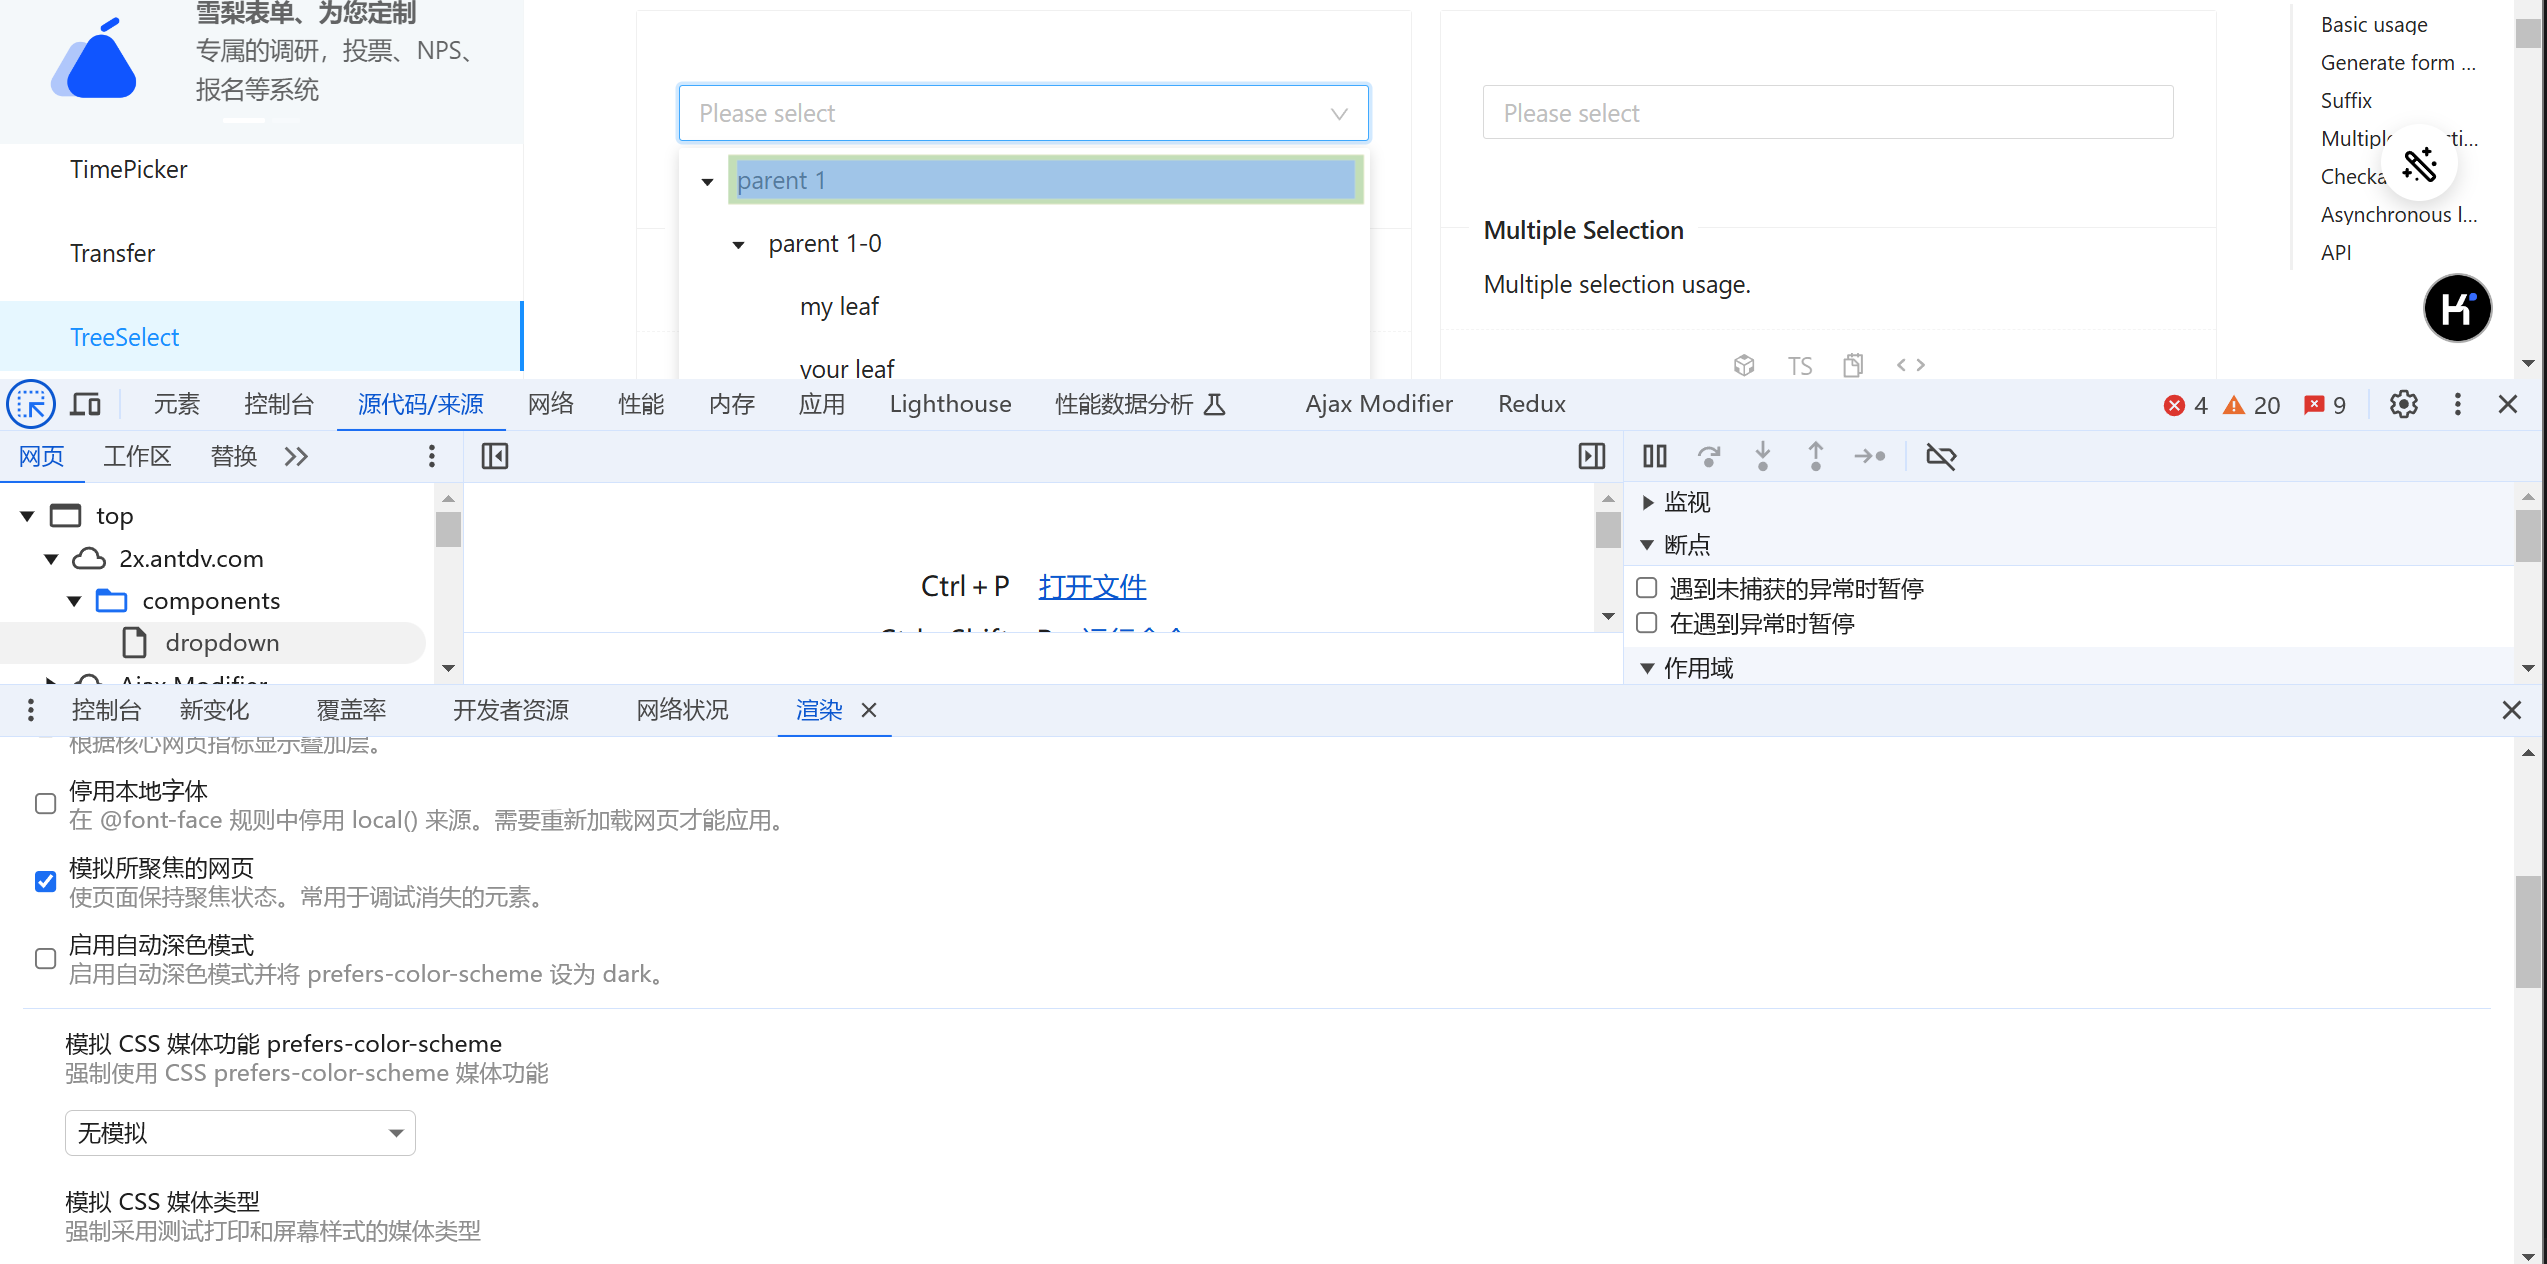 雪梨表单、为您定制
专属的调研，投票、NPS、
报名等系统
TimePicker
Transfer
TreeSelect
Please select
parent 1
parent 1-0
my leaf
your leaf
Please select
Multiple Selection
Multiple selection usage.
TS
Basic usage
Generate form ...
Suffix
Asynchronous l...
API
元素 控制台 源代码/来源 网络 性能 内存 应用 Lighthouse 性能数据分析 Ajax Modifier Redux 4 20 9
网页 工作区 替换
top
2x.antdv.com
components
dropdown
Ajax Modifier
Ctrl + P 打开文件
监视
断点
遇到未捕获的异常时暂停
在遇到异常时暂停
作用域
控制台 新变化 覆盖率 开发者资源 网络状况 渲染
根据核心网页指标显示叠加层。
停用本地字体
在 @font-face 规则中停用 local() 来源。需要重新加载网页才能应用。
模拟所聚焦的网页
使页面保持聚焦状态。常用于调试消失的元素。
启用自动深色模式
启用自动深色模式并将 prefers-color-scheme 设为 dark。
模拟 CSS 媒体功能 prefers-color-scheme
强制使用 CSS prefers-color-scheme 媒体功能
无模拟
模拟 CSS 媒体类型
强制采用测试打印和屏幕样式的媒体类型